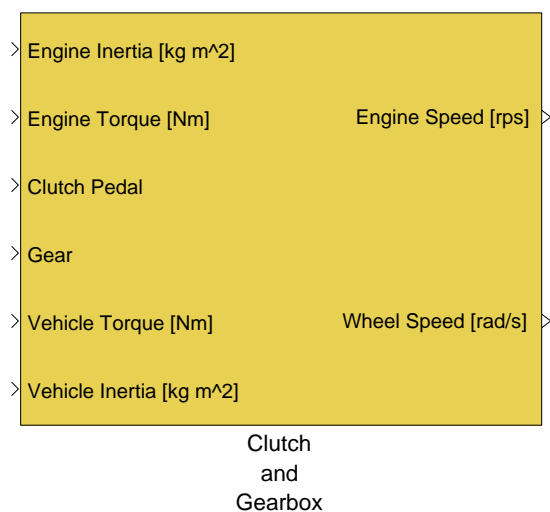 Engine Inertia [kg m^2]
Engine Torque [Nm]
Engine Speed [rps]
Clutch Pedal
Gear
Vehicle Torque [Nm]
Wheel Speed [rad/s]
Vehicle Inertia [kg m^2]
Clutch
and
Gearbox